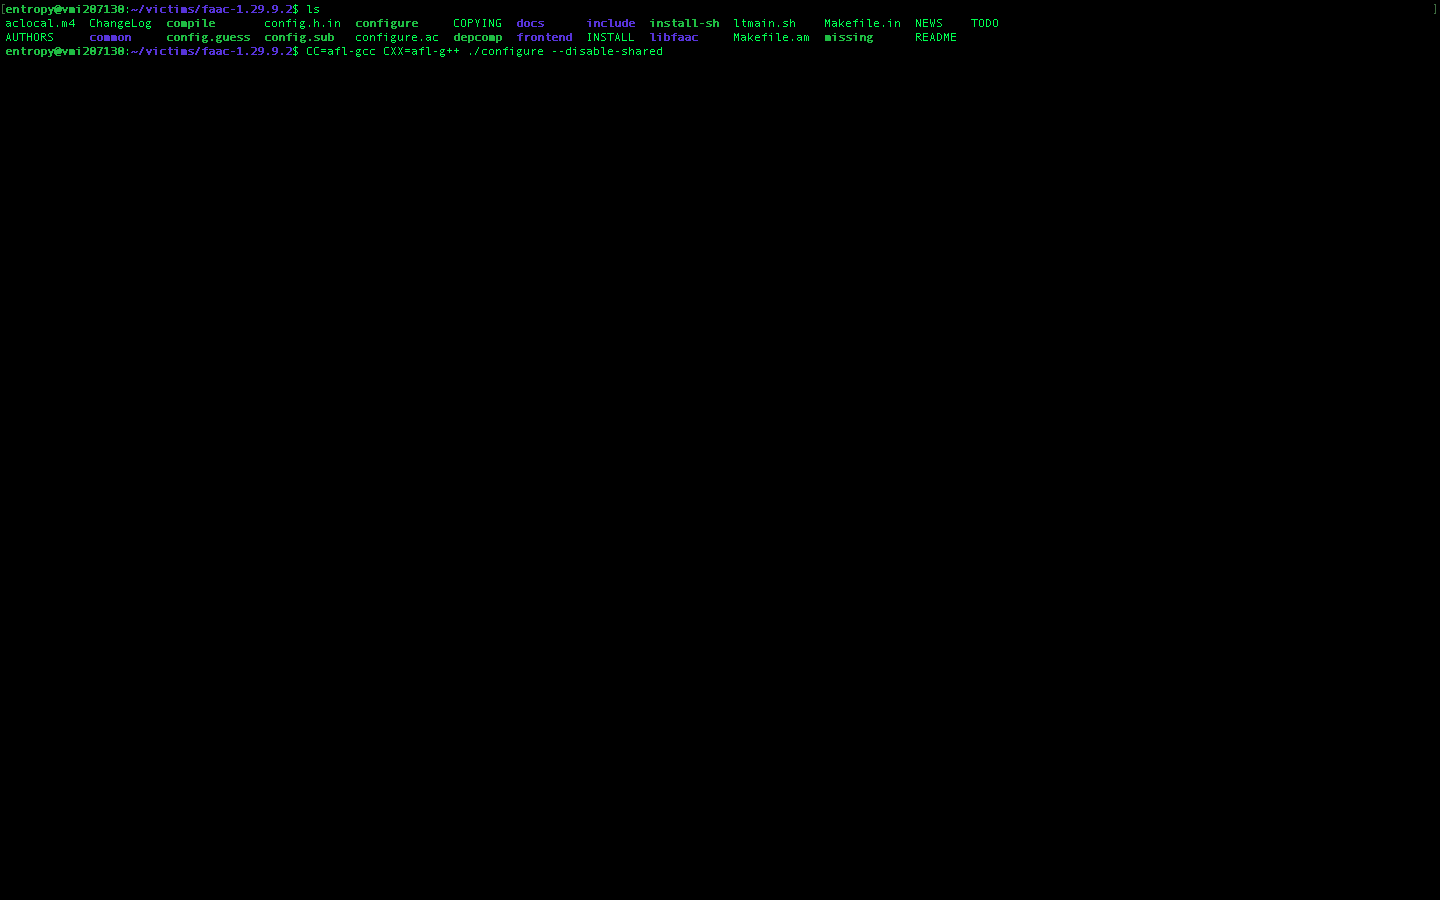 [entropy@vmi207130:~/victims/faac-1.29.9.2$ ls ]
aclocal.m4 ChangeLog compile config.h.in configure COPYING docs include install-sh ltmain.sh Makefile.in NEWS TODO
AUTHORS common config.guess config.sub configure.ac depcomp frontend INSTALL libfaac Makefile.am missing README
entropy@vmi207130:~/victims/faac-1.29.9.2$ CC=afl-gcc CXX=afl-g++ ./configure --disable-shared